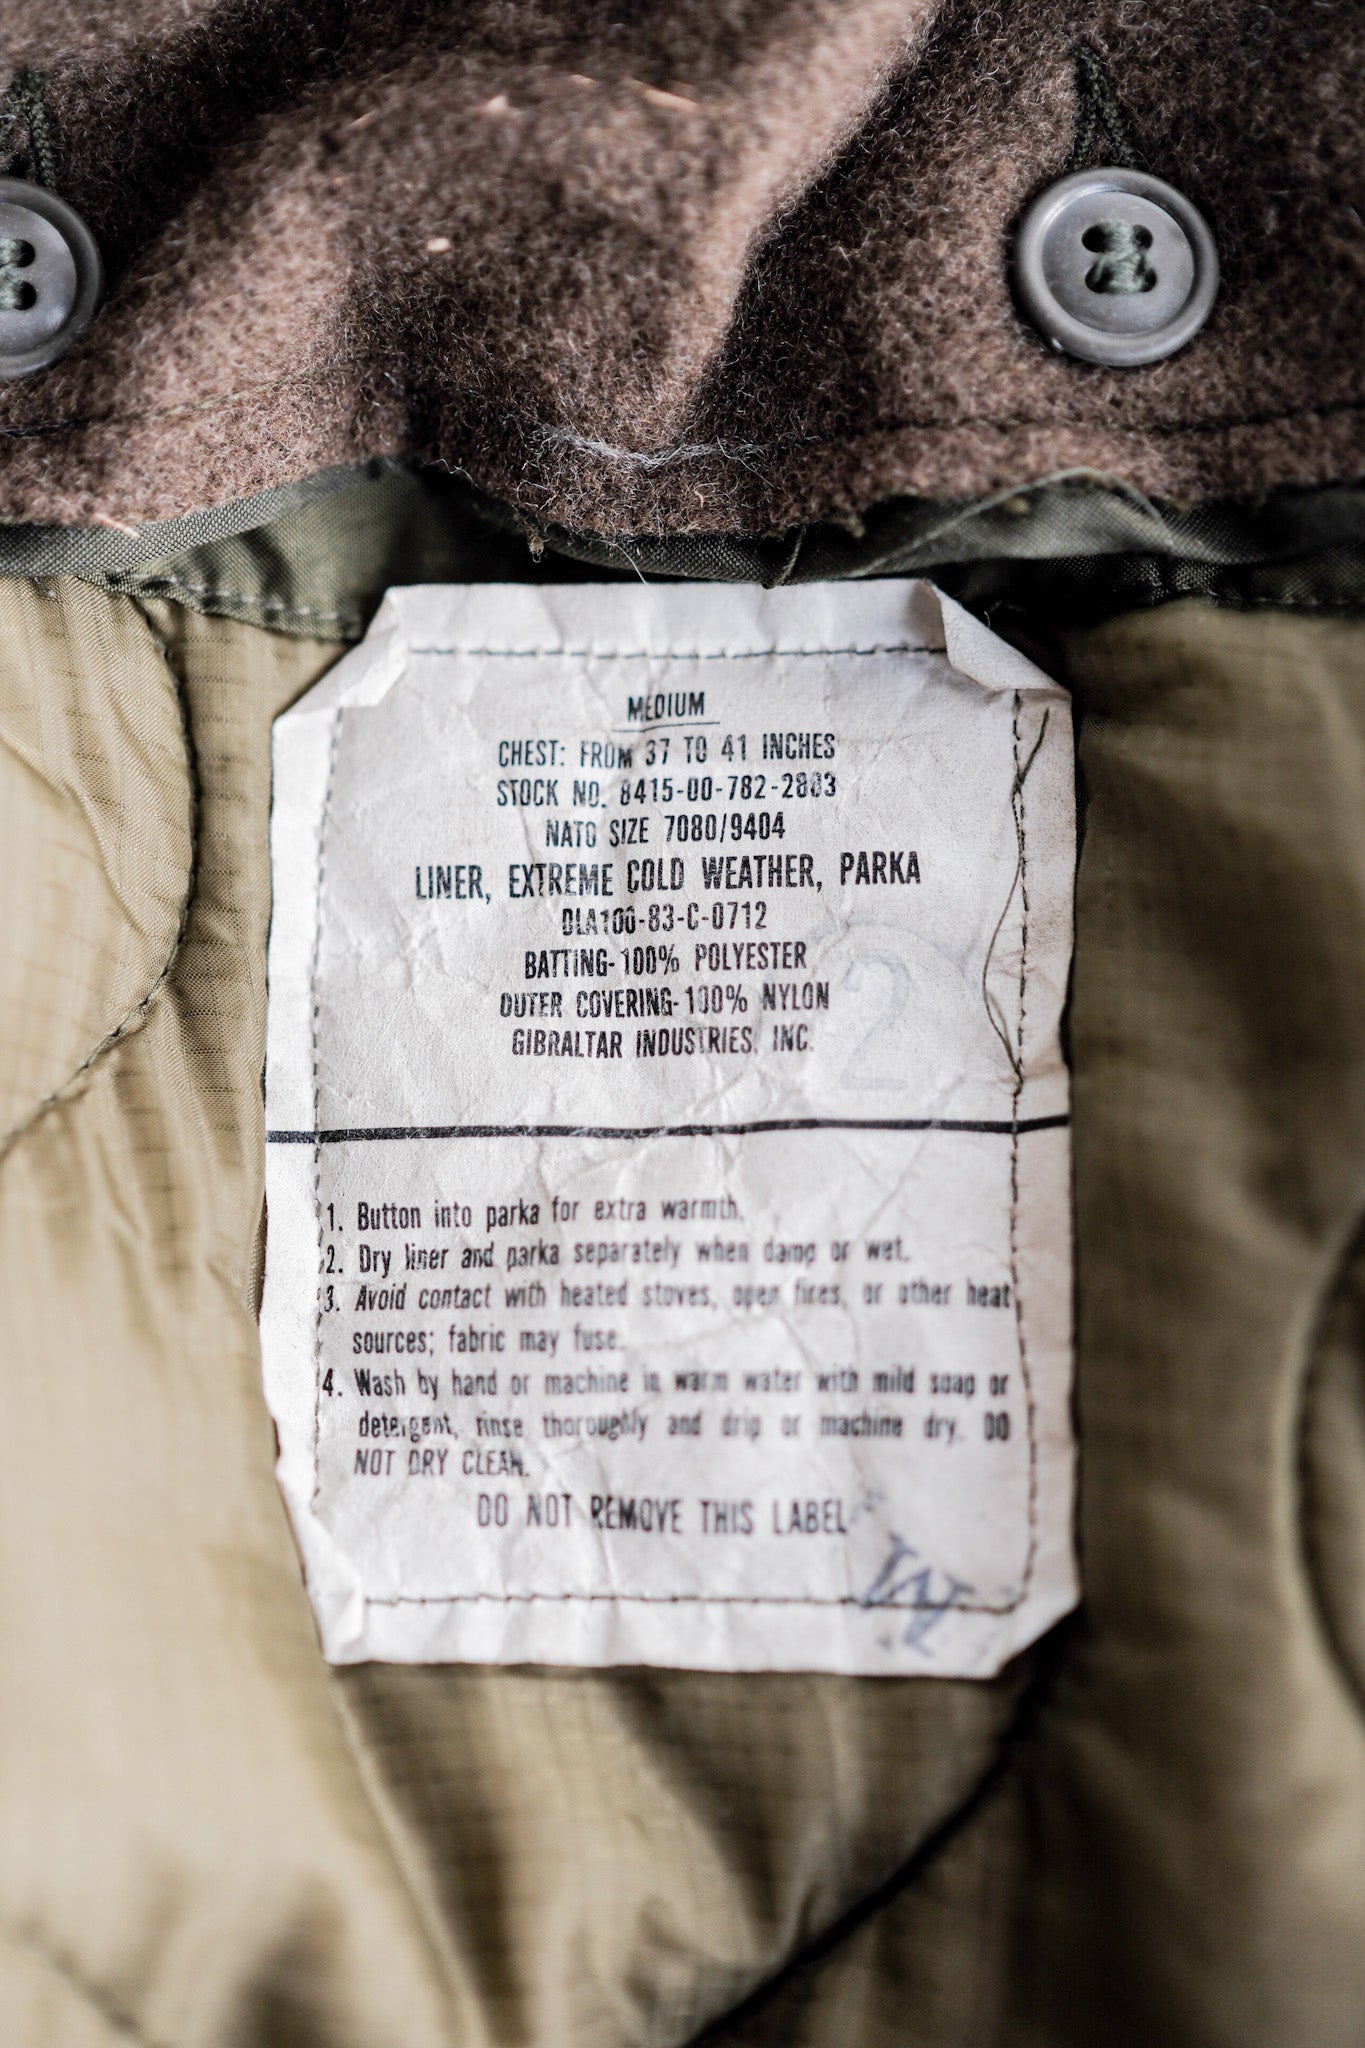 MEDIUM
CHEST: FROM 37 TO 41 INCHES
STOCK NO. 8415-00-782-2883
NATO SIZE 7080/9404
LINER, EXTREME COLD WEATHER, PARKA
DLA100-83-C-0712
BATTING-100% POLYESTER
OUTER COVERING-100% NYLON
GIBRALTAR INDUSTRIES, INC.
2
1. Button into parka for extra warmth.
2. Dry liner and parka separately when damp or wet.
3. Avoid contact with heated stoves, open fires, or other heat
sources; fabric may fuse.
4. Wash by hand or machine in warm water with mild soap or
detergent, rinse thoroughly and drip or machine dry. DO
NOT DRY CLEAN.
DO NOT REMOVE THIS LABEL
M